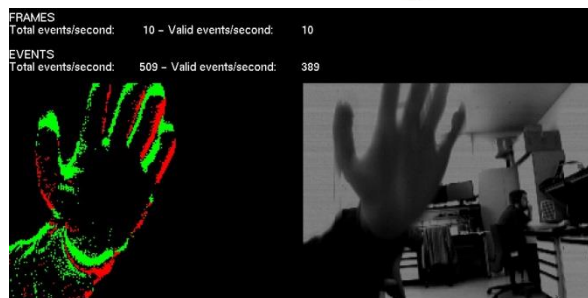 FRAMES
Total events/second: 10 – Valid events/second: 10
EVENTS
Total events/second: 509 – Valid events/second: 389